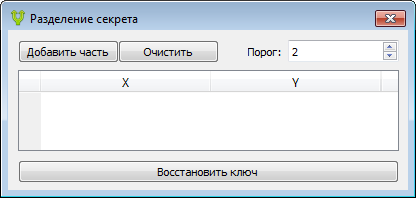 Разделение секрета
Добавить часть Очистить Порог: 2
X Y
Восстановить ключ